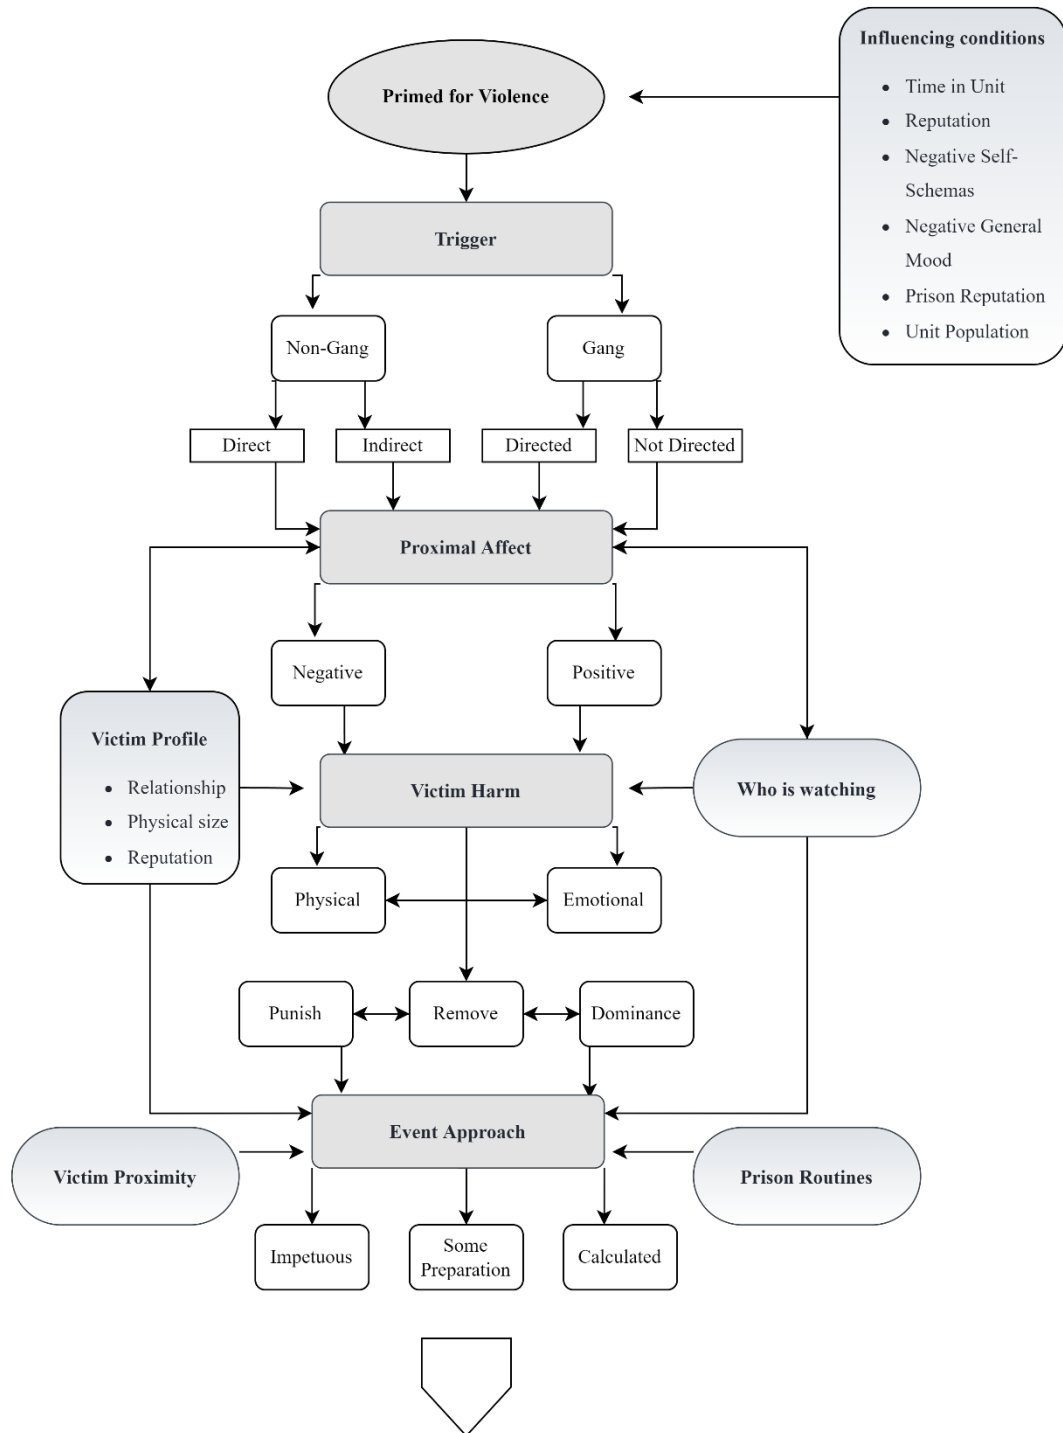 Influencing conditions
• Time in Unit
• Reputation
• Negative Self-
Schemas
• Negative General
Mood
• Prison Reputation
• Unit Population
Primed for Violence
Trigger
Non-Gang
Gang
Direct
Indirect
Directed
Not Directed
Proximal Affect
Negative
Positive
Victim Profile
• Relationship
• Physical size
• Reputation
Victim Harm
Who is watching
Physical
Emotional
Punish
Remove
Dominance
Event Approach
Victim Proximity
Prison Routines
Impetuous
Some
Preparation
Calculated